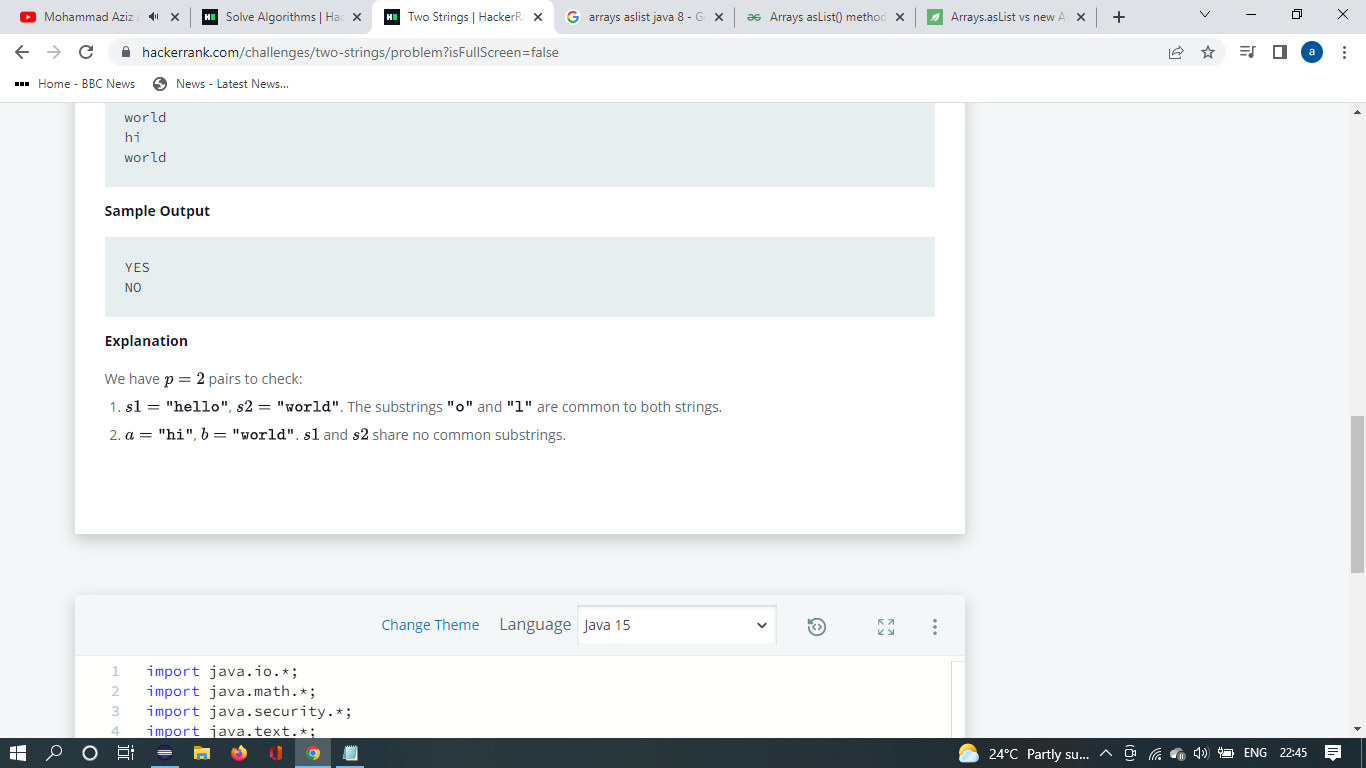 Mohammad Aziz
Solve Algorithms | Hac
Two Strings | HackerR
arrays aslist java 8 - G
Arrays asList() method
Arrays.asList vs new A
hackerrank.com/challenges/two-strings/problem?isFullScreen=false
a
Home - BBC News
News - Latest News...
world
hi
world
Sample Output
YES
NO
Explanation
We have p = 2 pairs to check:
1. s1 = "hello", s2 = "world". The substrings "o" and "l" are common to both strings.
2. a = "hi", b = "world". s1 and s2 share no common substrings.
Change Theme Language Java 15
1 import java.io.*;
2 import java.math.*;
3 import java.security.*;
4 import java.text.*;
24°C Partly su... ENG 22:45